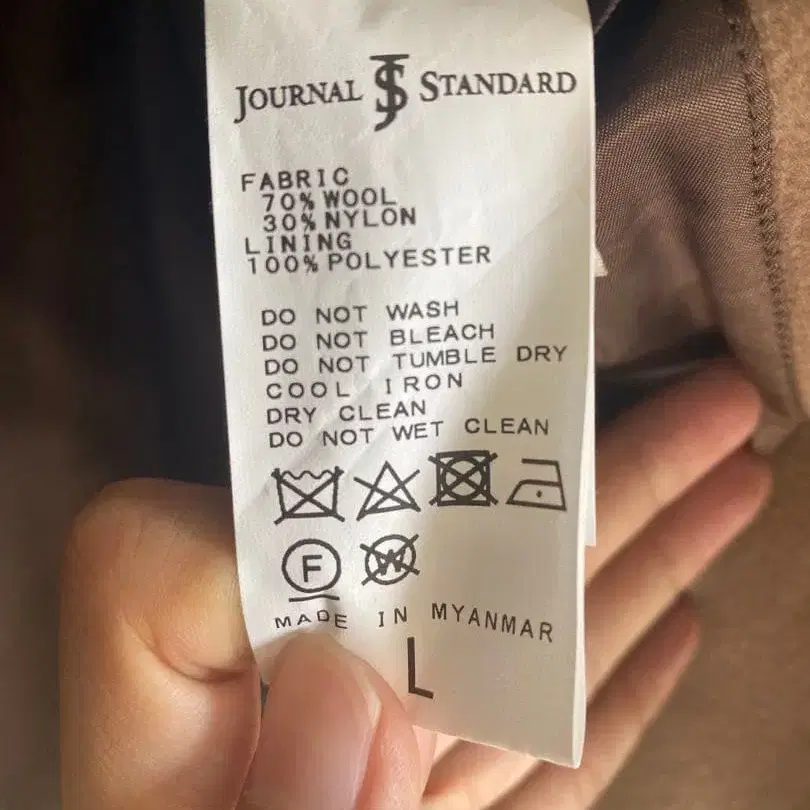 JOURNAL JS STANDARD
FABRIC
70% WOOL
30% NYLON
LINING
100% POLYESTER
DO NOT WASH
DO NOT BLEACH
DO NOT TUMBLE DRY
COOL IRON
DRY CLEAN
DO NOT WET CLEAN
F W
MADE IN MYANMAR
L